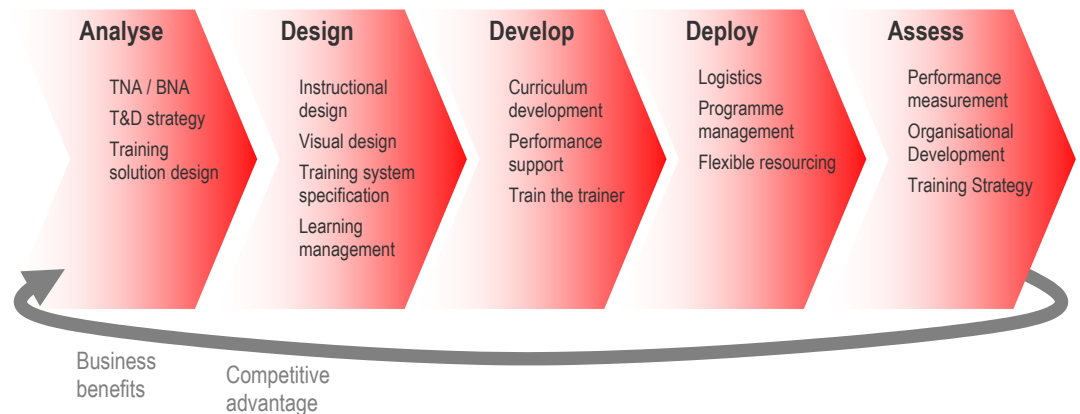 Analyse
TNA / BNA
T&D strategy
Training
solution design
Design
Instructional
design
Visual design
Training system
specification
Learning
management
Develop
Curriculum
development
Performance
support
Train the trainer
Deploy
Logistics
Programme
management
Flexible resourcing
Assess
Performance
measurement
Organisational
Development
Training Strategy
Business
benefits
Competitive
advantage